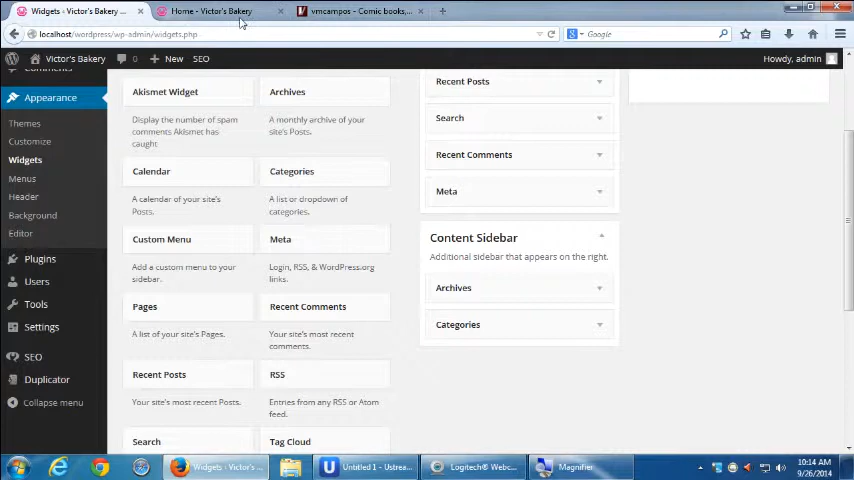 Widgets ‹ Victor's Bakery ...
Home - Victor's Bakery
vmcampos - Comic books,...
localhost/wordpress/wp-admin/widgets.php
Google
Victor's Bakery
0
New
SEO
Howdy, admin
Comments
Appearance
Themes
Customize
Widgets
Menus
Header
Background
Editor
Plugins
Users
Tools
Settings
SEO
Duplicator
Collapse menu
Akismet Widget
Display the number of spam
comments Akismet has
caught
Archives
A monthly archive of your
site's Posts.
Calendar
A calendar of your site's
Posts.
Categories
A list or dropdown of
categories.
Custom Menu
Add a custom menu to your
sidebar.
Meta
Login, RSS, & WordPress.org
links.
Pages
A list of your site's Pages.
Recent Comments
Your site's most recent
comments.
Recent Posts
Your site's most recent Posts.
RSS
Entries from any RSS or Atom
feed.
Search
Tag Cloud
Recent Posts
Search
Recent Comments
Meta
Content Sidebar
Additional sidebar that appears on the right.
Archives
Categories
Widgets ‹ Victor's ...
Untitled 1 - Ustrea...
Logitech® Webc...
Magnifier
10:14 AM
9/26/2014